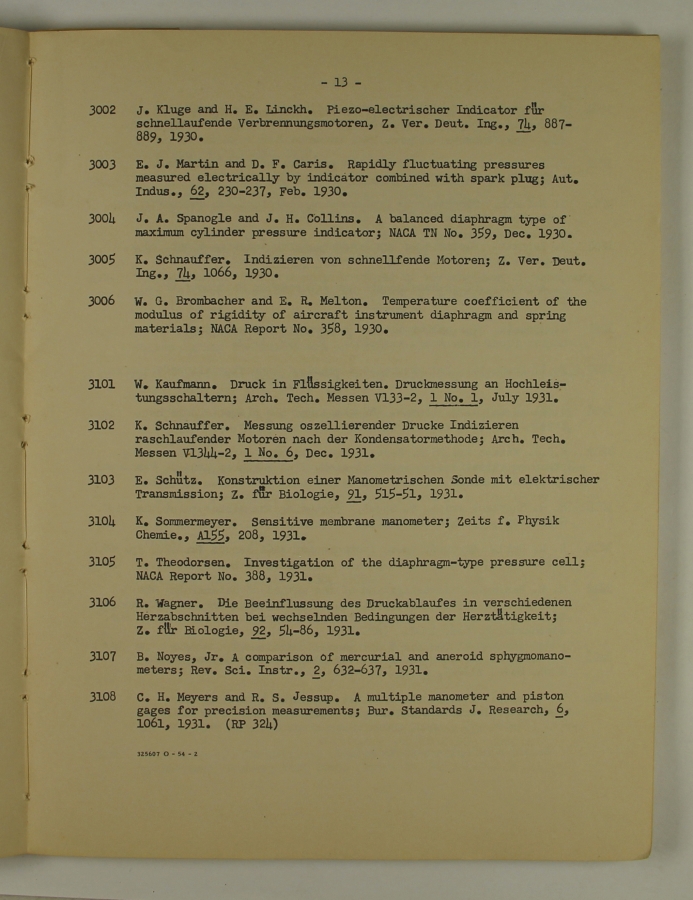 - 13 -
3002 J. Kluge and H. E. Linckh. Piezo-electrischer Indicator für
schnellaufende Verbrennungsmotoren, Z. Ver. Deut. Ing., 74, 887-
889, 1930.
3003 E. J. Martin and D. F. Caris. Rapidly fluctuating pressures
measured electrically by indicator combined with spark plug; Aut.
Indus., 62, 230-237, Feb. 1930.
3004 J. A. Spanogle and J. H. Collins. A balanced diaphragm type of
maximum cylinder pressure indicator; NACA TN No. 359, Dec. 1930.
3005 K. Schnauffer. Indizieren von schnellfende Motoren; Z. Ver. Deut.
Ing., 74, 1066, 1930.
3006 W. G. Brombacher and E. R. Melton. Temperature coefficient of the
modulus of rigidity of aircraft instrument diaphragm and spring
materials; NACA Report No. 358, 1930.
3101 W. Kaufmann. Druck in Flüssigkeiten. Druckmessung an Hochleis-
tungsschaltern; Arch. Tech. Messen V133-2, 1 No. 1, July 1931.
3102 K. Schnauffer. Messung oszellierender Drucke Indizieren
raschlaufender Motoren nach der Kondensatormethode; Arch. Tech.
Messen V1344-2, 1 No. 6, Dec. 1931.
3103 E. Schütz. Konstruktion einer Manometrischen Sonde mit elektrischer
Transmission; Z. für Biologie, 91, 515-51, 1931.
3104 K. Sommermeyer. Sensitive membrane manometer; Zeits f. Physik
Chemie., A155, 208, 1931.
3105 T. Theodorsen. Investigation of the diaphragm-type pressure cell;
NACA Report No. 388, 1931.
3106 R. Wagner. Die Beeinflussung des Druckablaufes in verschiedenen
Herzabschnitten bei wechselnden Bedingungen der Herztätigkeit;
Z. für Biologie, 92, 54-86, 1931.
3107 B. Noyes, Jr. A comparison of mercurial and aneroid sphygmomano-
meters; Rev. Sci. Instr., 2, 632-637, 1931.
3108 C. H. Meyers and R. S. Jessup. A multiple manometer and piston
gages for precision measurements; Bur. Standards J. Research, 6,
1061, 1931. (RP 324)
325607 O - 54 - 2